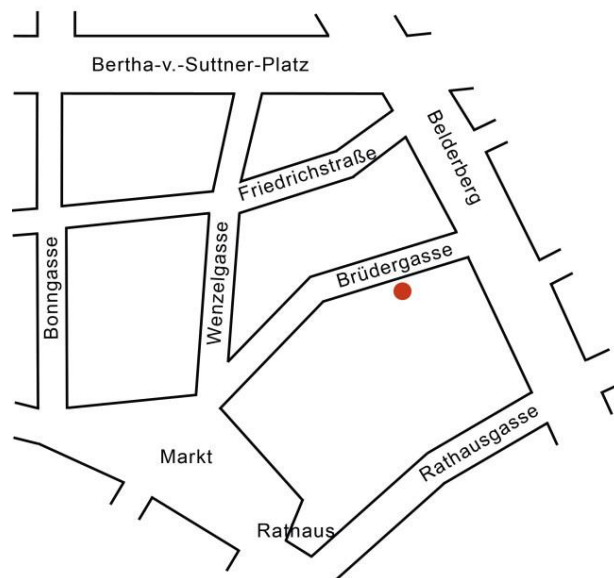 Bertha-v.-Suttner-Platz
Belderberg
Friedrichstraße
Bonngasse
Wenzelgasse
Brüdergasse
Rathausgasse
Markt
Rathaus